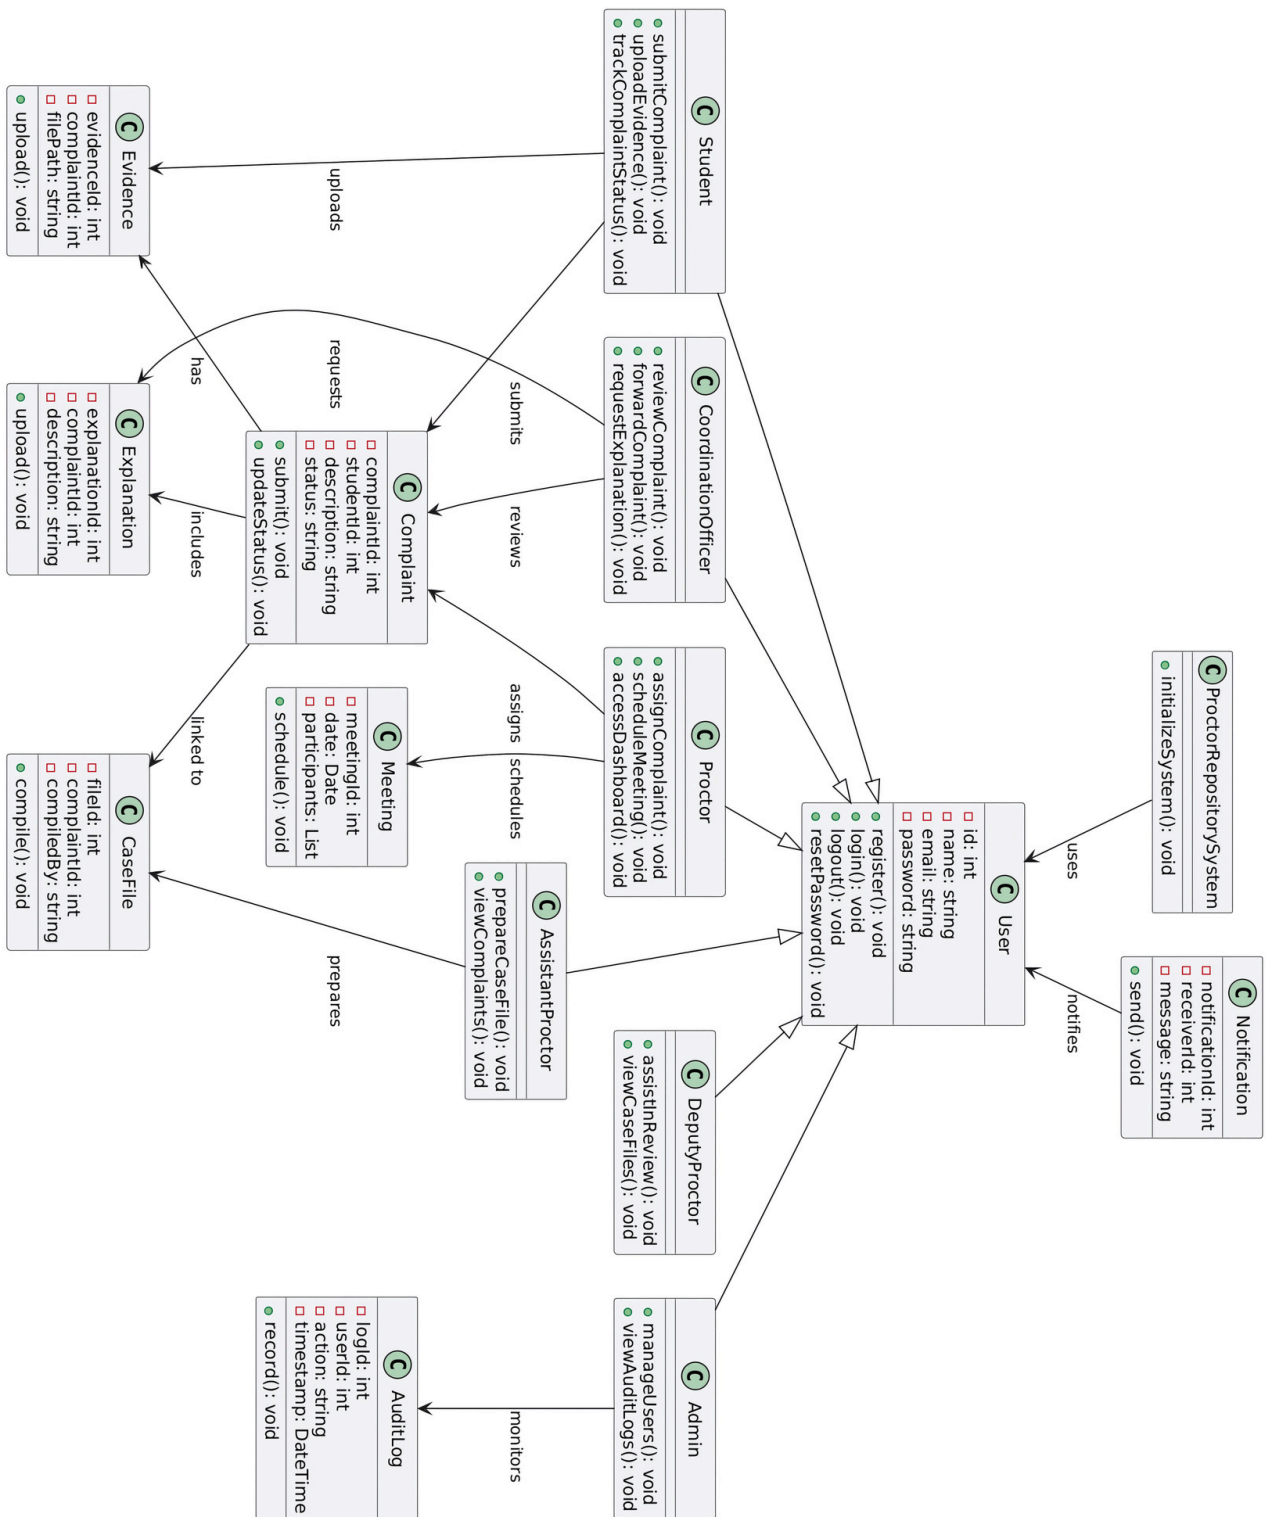 C ProctorRepositorySystem
initializeSystem(): void
C Notification
notificationId: int
receiverId: int
message: string
send(): void
uses
notifies
C User
id: int
name: string
email: string
password: string
register(): void
login(): void
logout(): void
resetPassword(): void
C Student
submitComplaint(): void
uploadEvidence(): void
trackComplaintStatus(): void
C CoordinationOfficer
reviewComplaint(): void
forwardComplaint(): void
requestExplanation(): void
C Proctor
assignComplaint(): void
scheduleMeeting(): void
accessDashboard(): void
C AssistantProctor
prepareCaseFile(): void
viewComplaints(): void
C DeputyProctor
assistInReview(): void
viewCaseFiles(): void
C Admin
manageUsers(): void
viewAuditLogs(): void
submits
reviews
assigns
schedules
monitors
C Complaint
complaintId: int
studentId: int
description: string
status: string
submit(): void
updateStatus(): void
C Meeting
meetingId: int
date: Date
participants: List
schedule(): void
C AuditLog
logId: int
userId: int
action: string
timestamp: DateTime
record(): void
uploads
requests
prepares
has
includes
linked to
C Evidence
evidenceId: int
complaintId: int
filePath: string
upload(): void
C Explanation
explanationId: int
complaintId: int
description: string
upload(): void
C CaseFile
fileId: int
complaintId: int
compiledBy: string
compile(): void